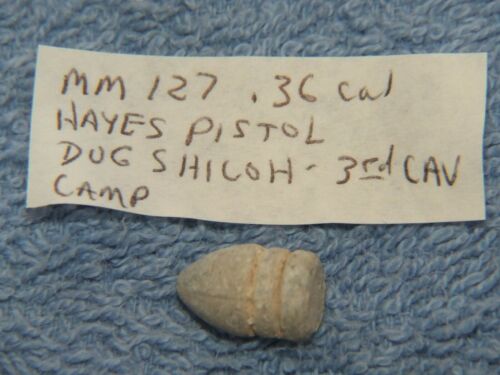 MM 127 .36 cal
HAYES PISTOL
DUG SHILOH - 3rd CAV
CAMP